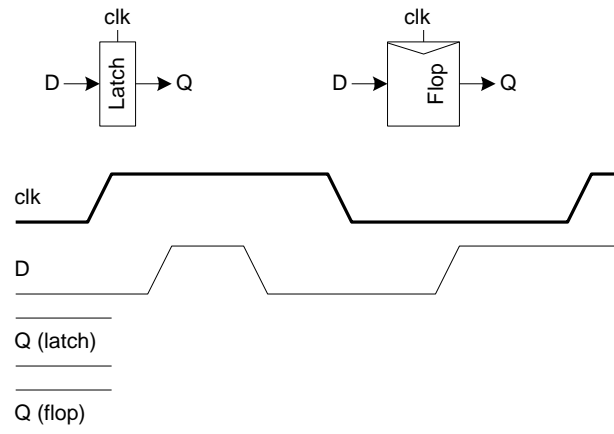 clk
clk
D Latch Q
D Flop Q
clk
D
Q (latch)
Q (flop)